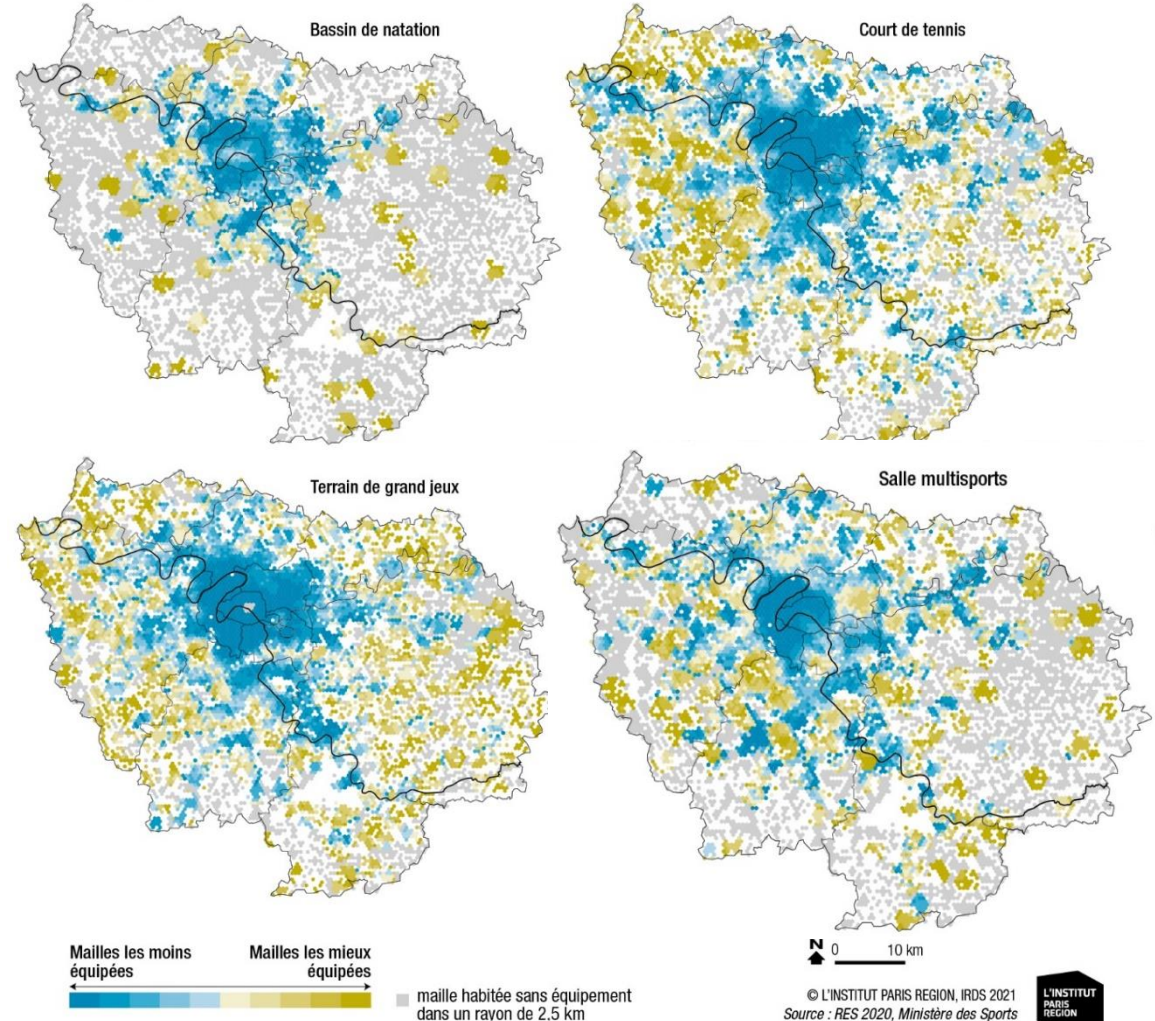 Bassin de natation
Court de tennis
Terrain de grand jeux
Salle multisports
Mailles les moins
équipées
Mailles les mieux
équipées
maille habitée sans équipement
dans un rayon de 2,5 km
N 0 10 km
© L'INSTITUT PARIS REGION, IRDS 2021
Source : RES 2020, Ministère des Sports
L'INSTITUT
PARIS
REGION